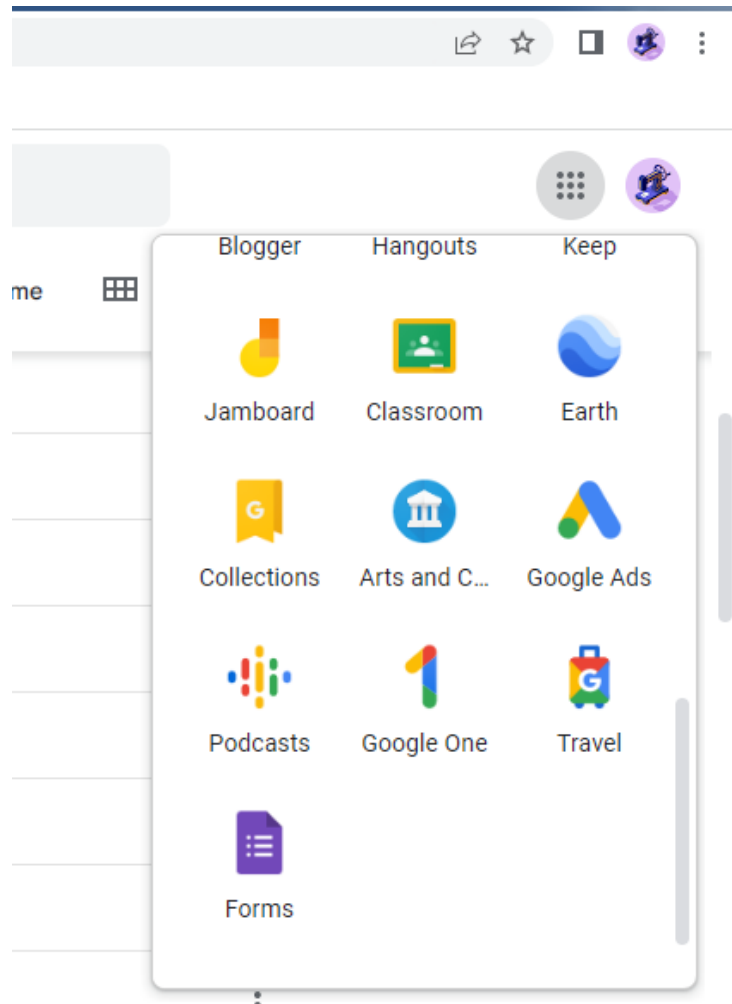 Blogger Hangouts Keep
me
Jamboard Classroom Earth
G
Collections Arts and C... Google Ads
Podcasts Google One Travel
G
Forms